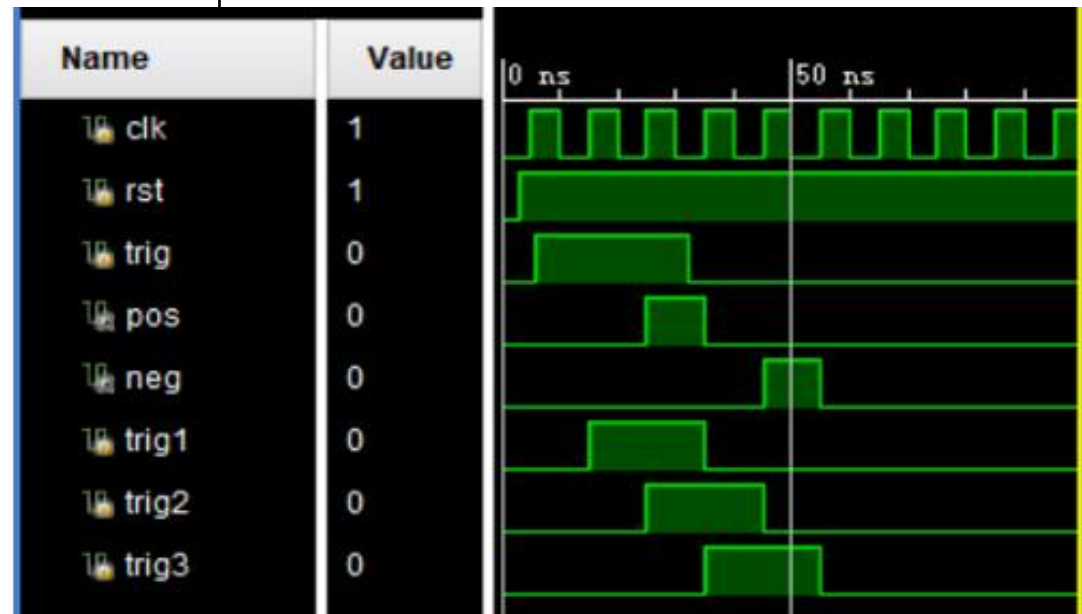 Name Value
0 ns 50 ns
clk 1
rst 1
trig 0
pos 0
neg 0
trig1 0
trig2 0
trig3 0